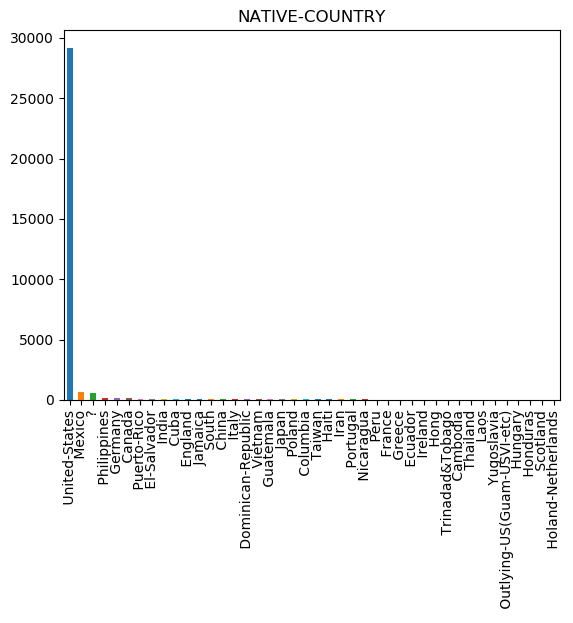 NATIVE-COUNTRY
30000
25000
20000
15000
10000
5000
0
United-States
Mexico
?
Philippines
Germany
Canada
Puerto-Rico
El-Salvador
India
Cuba
England
Jamaica
South
China
Italy
Dominican-Republic
Vietnam
Guatemala
Japan
Poland
Columbia
Taiwan
Haiti
Iran
Portugal
Nicaragua
Peru
France
Greece
Ecuador
Ireland
Hong
Trinadad&Tobago
Cambodia
Thailand
Laos
Yugoslavia
Outlying-US(Guam-USVI-etc)
Hungary
Honduras
Scotland
Holand-Netherlands